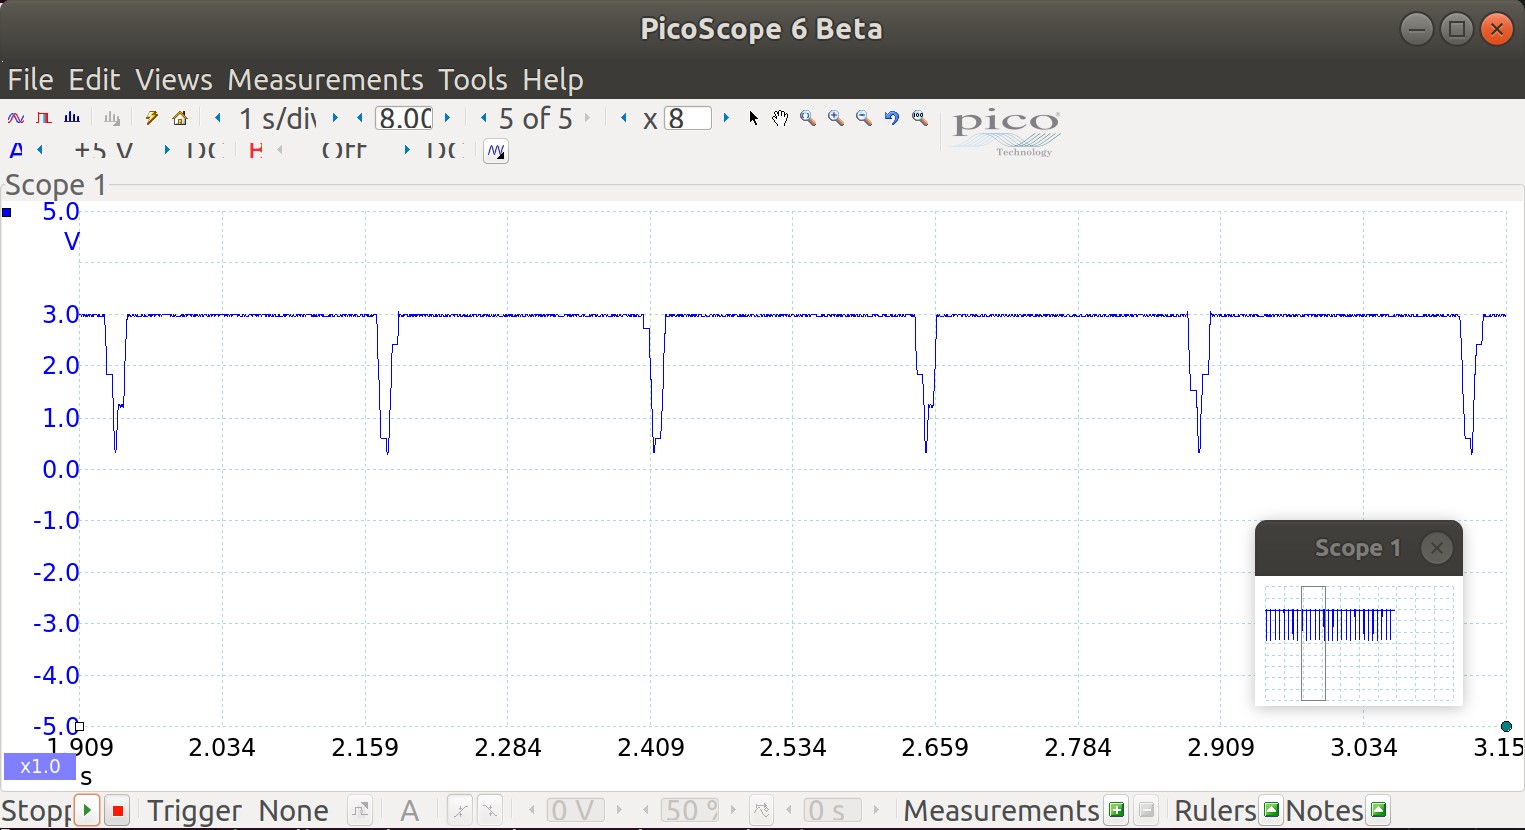 PicoScope 6 Beta
File Edit Views Measurements Tools Help
1 s/div 8.00 5 of 5 x 8
pico
Technology
A +5 V DC H Off DC
Scope 1
5.0
V
3.0
2.0
1.0
0.0
-1.0
-2.0
-3.0
-4.0
-5.0
Scope 1
1.909 2.034 2.159 2.284 2.409 2.534 2.659 2.784 2.909 3.034 3.15
x1.0
s
Stopp Trigger None A 0 V 50 % 0 s Measurements Rulers Notes